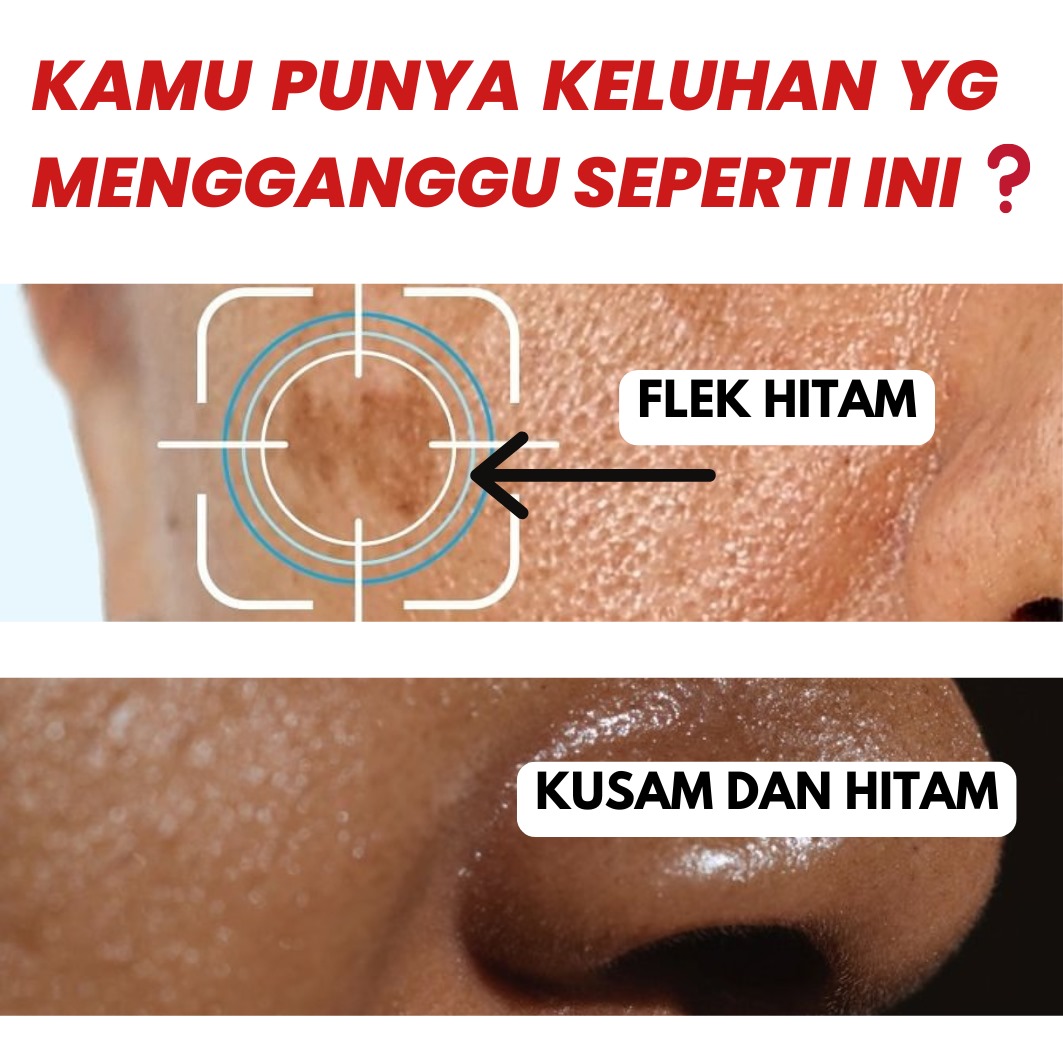 KAMU PUNYA KELUHAN YG
MENGGANGGU SEPERTI INI ?
FLEK HITAM
KUSAM DAN HITAM